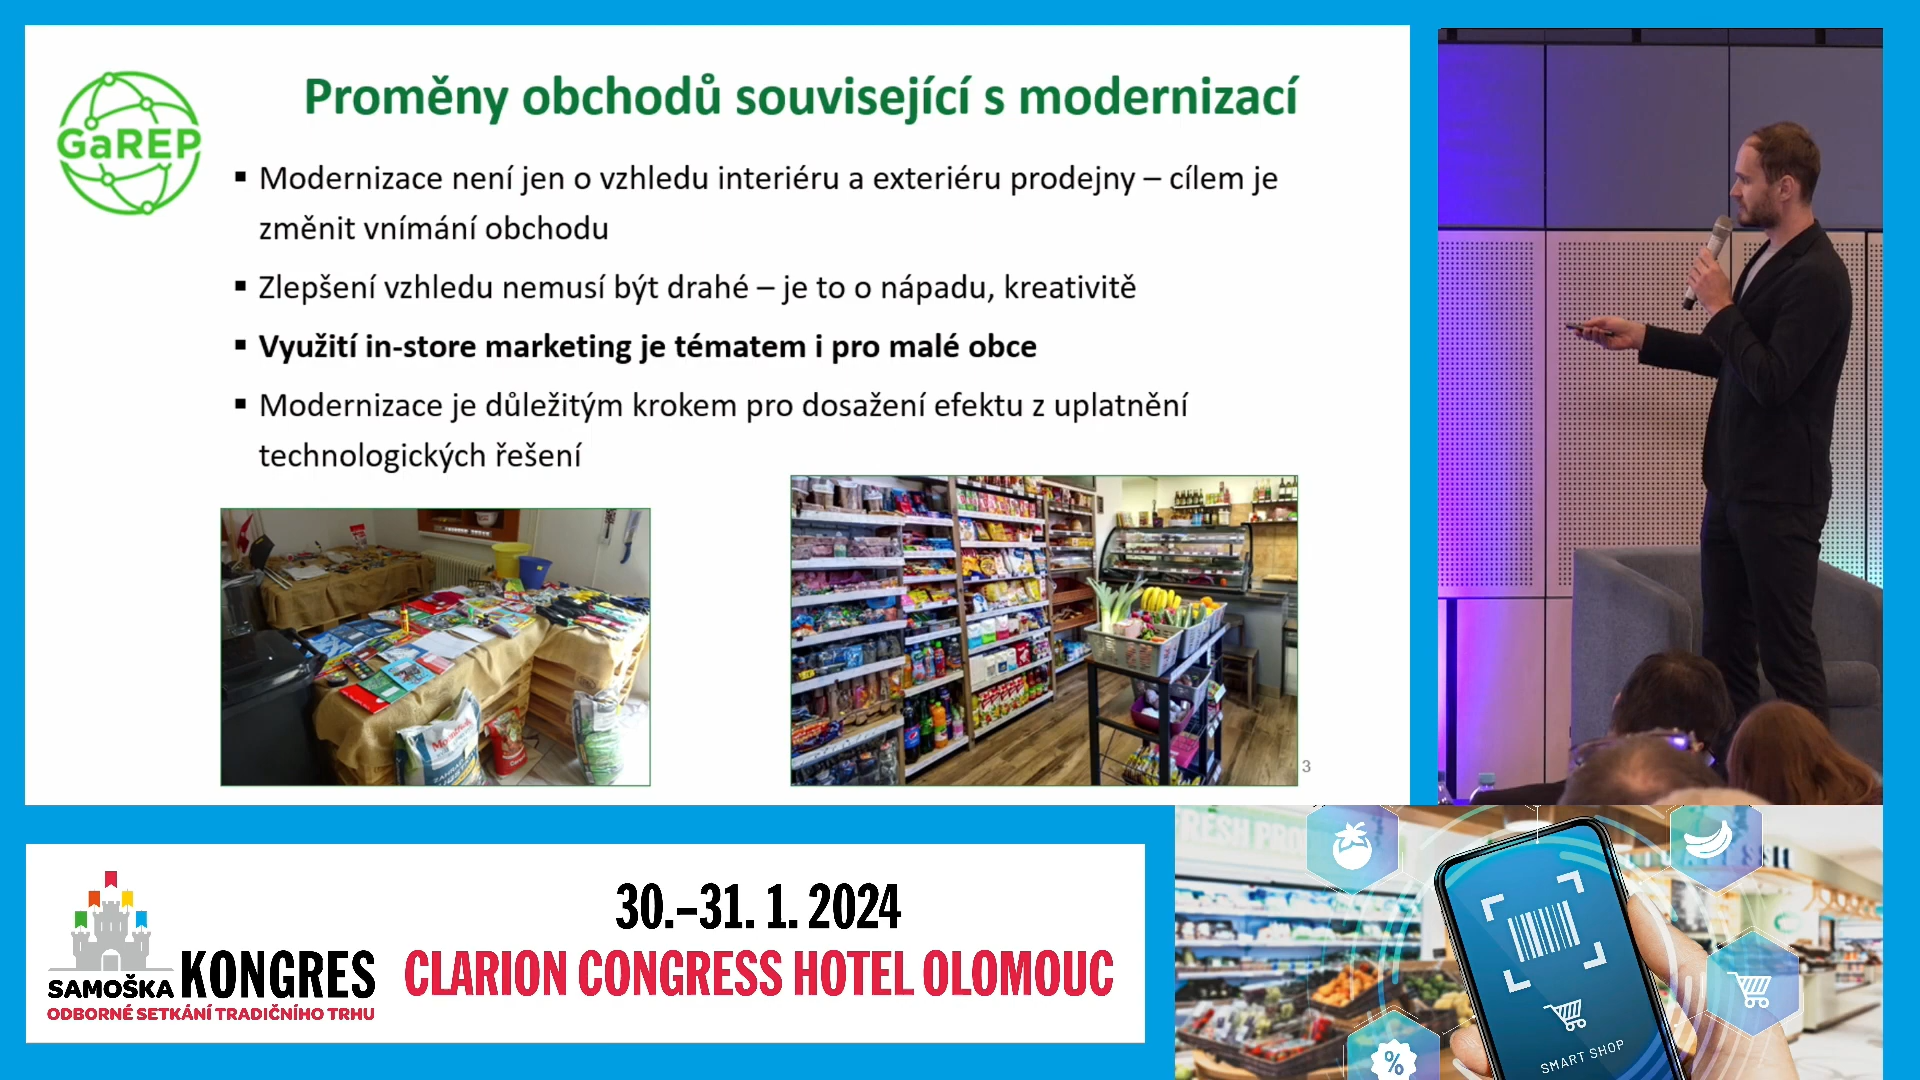 GaREP
Proměny obchodů související s modernizací
▪ Modernizace není jen o vzhledu interiéru a exteriéru prodejny – cílem je
změnit vnímání obchodu
▪ Zlepšení vzhledu nemusí být drahé – je to o nápadu, kreativitě
▪ Využití in-store marketing je tématem i pro malé obce
▪ Modernizace je důležitým krokem pro dosažení efektu z uplatnění
technologických řešení
3
30.–31. 1. 2024
CLARION CONGRESS HOTEL OLOMOUC
SAMOŠKA KONGRES
ODBORNÉ SETKÁNÍ TRADIČNÍHO TRHU
%
SMART SHOP